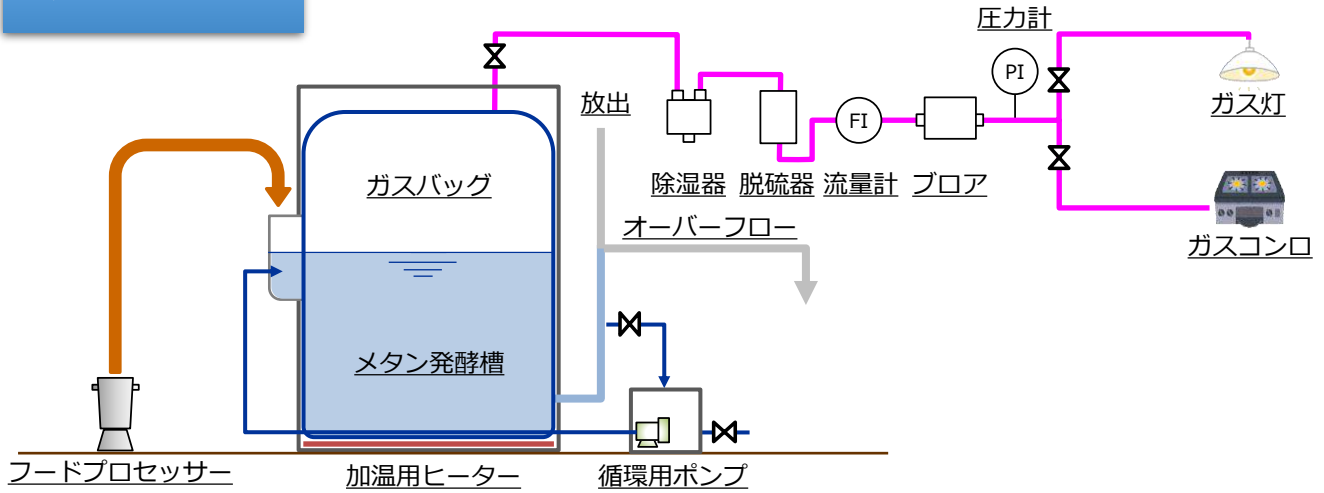 圧力計
PI
ガス灯
放出
FI
除湿器
脱硫器
流量計
ブロア
ガスバッグ
オーバーフロー
ガスコンロ
メタン発酵槽
フードプロセッサー
加温用ヒーター
循環用ポンプ